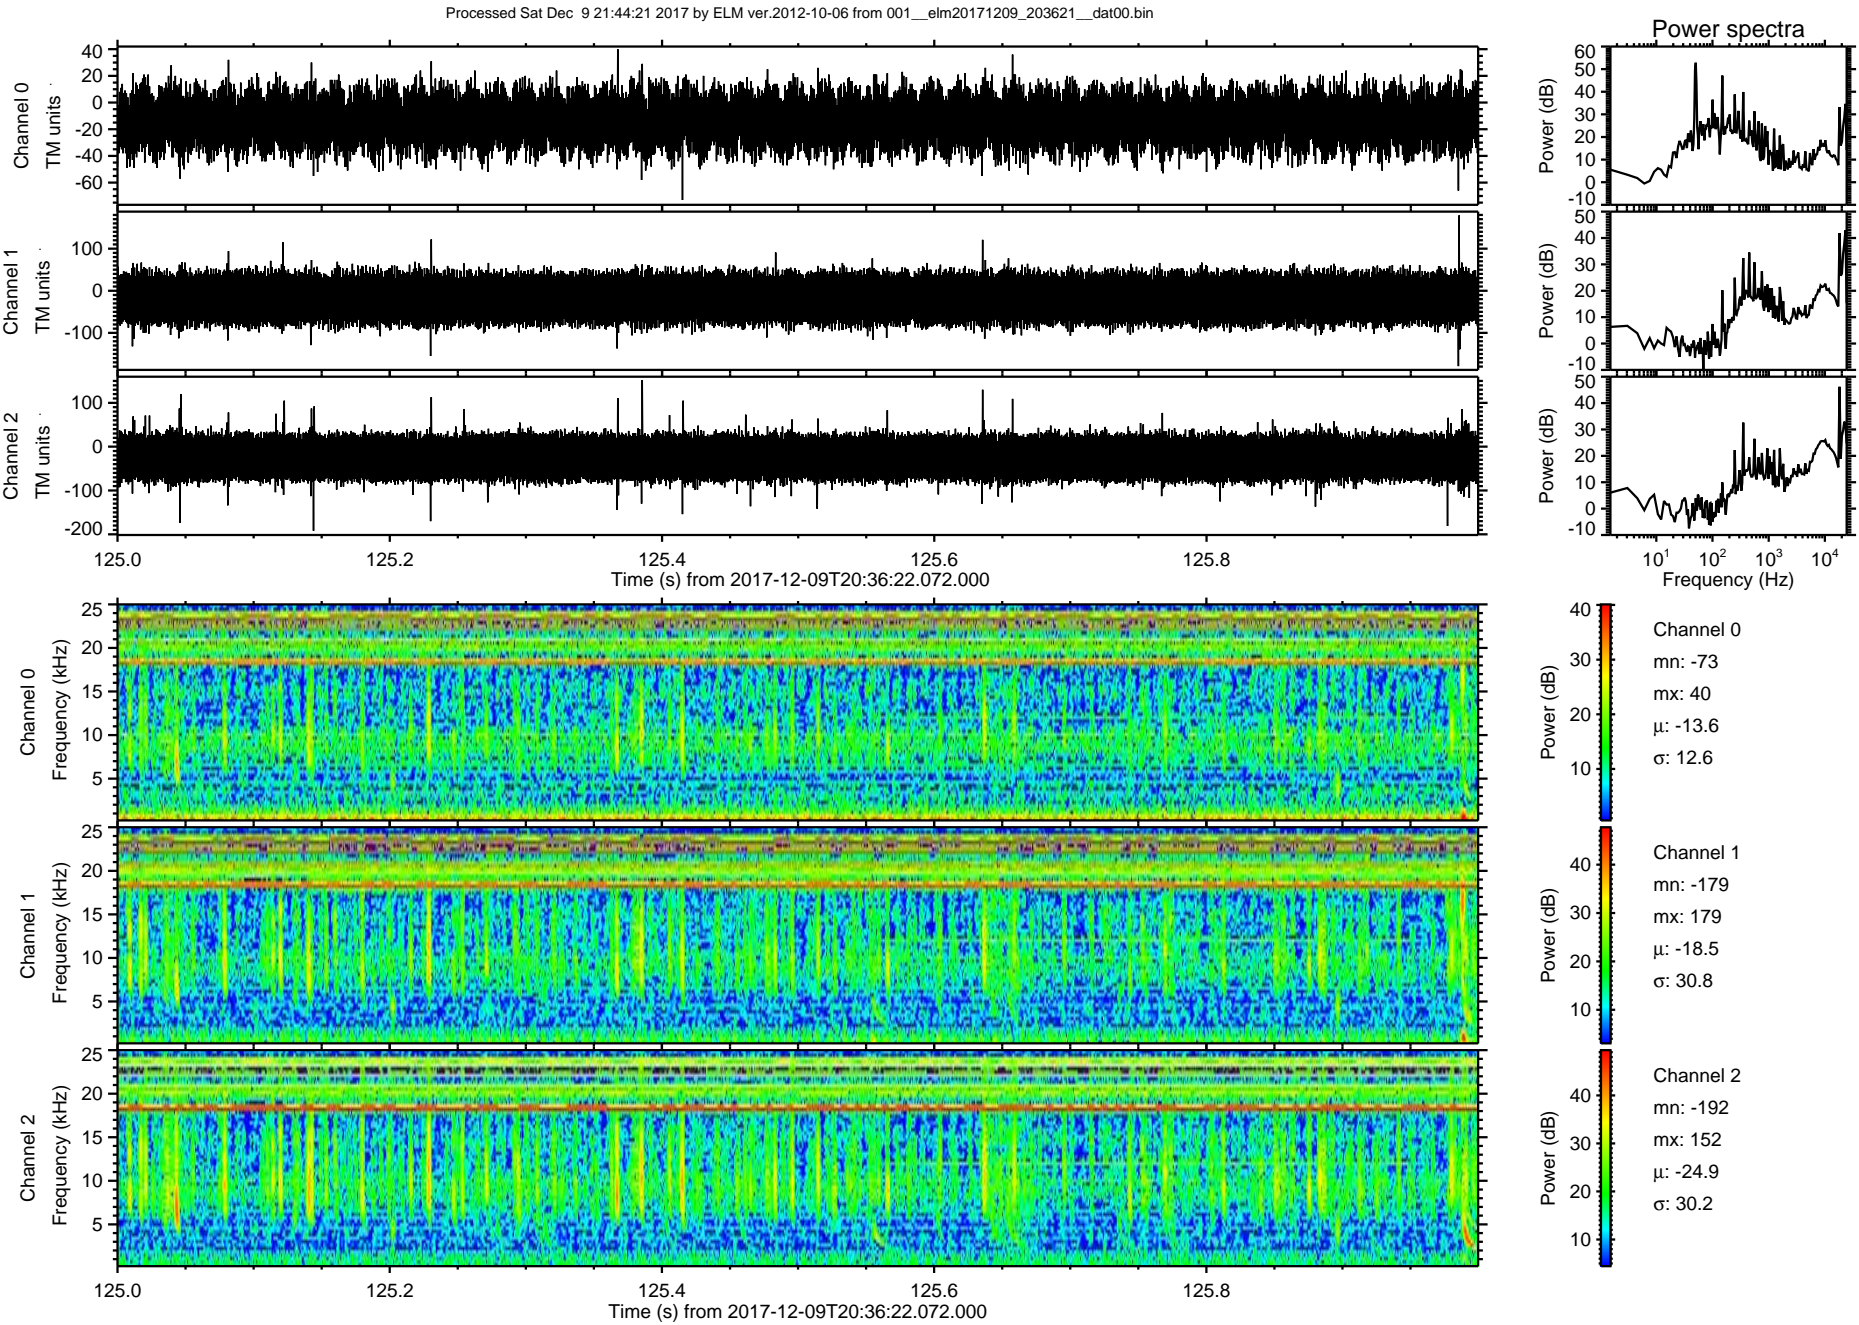 Processed Sat Dec  9 21:44:21 2017 by ELM ver.2012-10-06 from 001__elm20171209_203621__dat00.bin
Power spectra
Channel 0
TM units
40
20
0
-20
-40
-60
Power (dB)
60
50
40
30
20
10
0
-10
Channel 1
TM units
100
0
-100
Power (dB)
50
40
30
20
10
0
-10
Channel 2
TM units
100
0
-100
-200
Power (dB)
50
40
30
20
10
0
-10
125.0 125.2 125.4 125.6 125.8
Time (s) from 2017-12-09T20:36:22.072.000
10¹ 10² 10³ 10⁴
Frequency (Hz)
Channel 0
Frequency (kHz)
25
20
15
10
5
Power (dB)
40
30
20
10
Channel 0
mn: -73
mx: 40
μ: -13.6
σ: 12.6
Channel 1
Frequency (kHz)
25
20
15
10
5
Power (dB)
40
30
20
10
Channel 1
mn: -179
mx: 179
μ: -18.5
σ: 30.8
Channel 2
Frequency (kHz)
25
20
15
10
5
Power (dB)
40
30
20
10
Channel 2
mn: -192
mx: 152
μ: -24.9
σ: 30.2
125.0 125.2 125.4 125.6 125.8
Time (s) from 2017-12-09T20:36:22.072.000